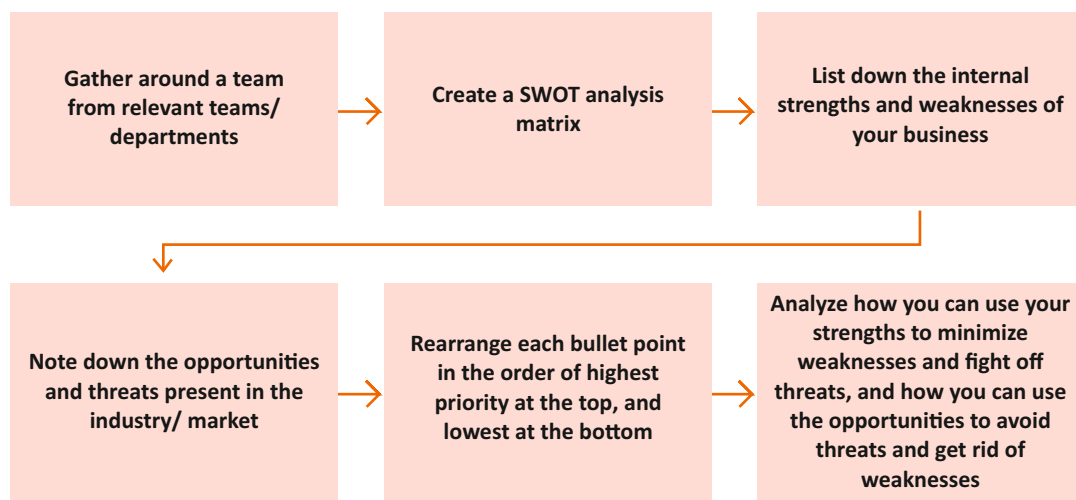 Gather around a team
from relevant teams/
departments
Create a SWOT analysis
matrix
List down the internal
strengths and weaknesses of
your business
Note down the opportunities
and threats present in the
industry/ market
Rearrange each bullet point
in the order of highest
priority at the top, and
lowest at the bottom
Analyze how you can use your
strengths to minimize
weaknesses and fight off
threats, and how you can use
the opportunities to avoid
threats and get rid of
weaknesses